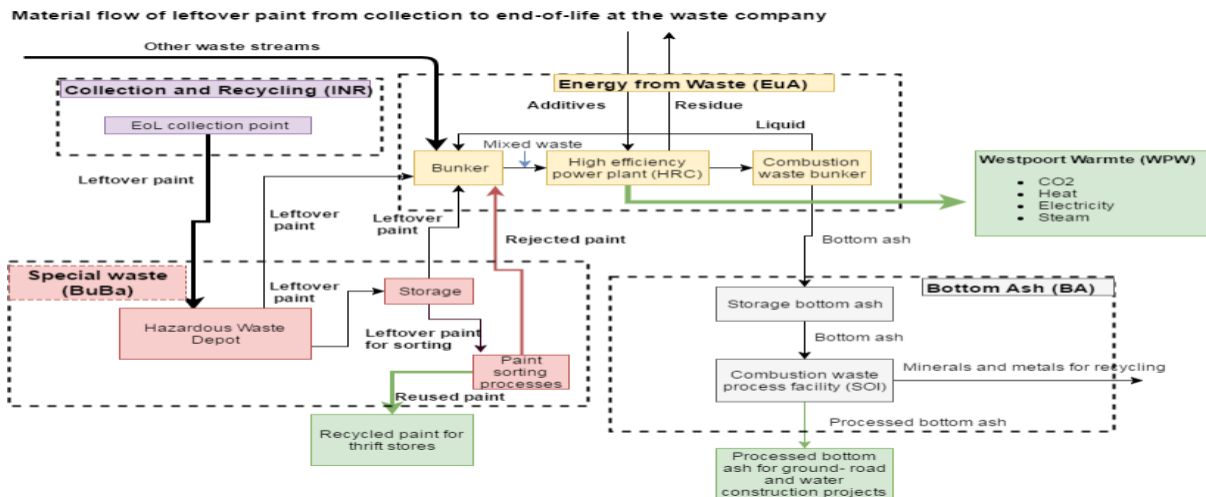 Material flow of leftover paint from collection to end-of-life at the waste company
Other waste streams
Collection and Recycling (INR)
EoL collection point
Leftover paint
Energy from Waste (EuA)
Additives
Residue
Liquid
Mixed waste
Bunker
High efficiency
power plant (HRC)
Combustion
waste bunker
Westpoort Warmte (WPW)
• CO2
• Heat
• Electricity
• Steam
Leftover
paint
Leftover
paint
Rejected paint
Bottom ash
Special waste
(BuBa)
Leftover
paint
Storage
Hazardous Waste
Depot
Leftover paint
for sorting
Paint
sorting
processes
Reused paint
Recycled paint for
thrift stores
Bottom Ash (BA)
Storage bottom ash
Bottom ash
Combustion waste
process facility (SOI)
Minerals and metals for recycling
Processed bottom ash
Processed bottom
ash for ground- road
and water
construction projects